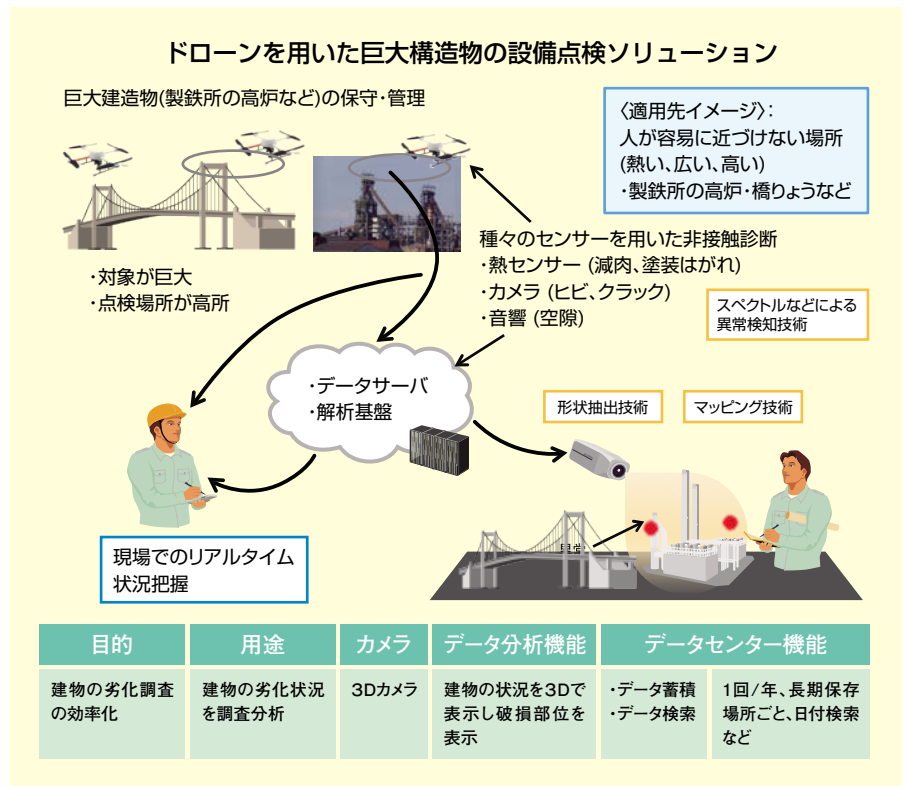 ドローンを用いた巨大構造物の設備点検ソリューション
巨大建造物(製鉄所の高炉など)の保守・管理
〈適用先イメージ〉：
人が容易に近づけない場所
(熱い、広い、高い)
・製鉄所の高炉・橋りょうなど
・対象が巨大
・点検場所が高所
種々のセンサーを用いた非接触診断
・熱センサー (減肉、塗装はがれ)
・カメラ (ヒビ、クラック)
・音響 (空隙)
スペクトルなどによる
異常検知技術
・データサーバ
・解析基盤
形状抽出技術
マッピング技術
異常
現場でのリアルタイム
状況把握
目的
用途
カメラ
データ分析機能
データセンター機能
建物の劣化調査
の効率化
建物の劣化状況
を調査分析
3Dカメラ
建物の状況を3Dで
表示し破損部位を
表示
・データ蓄積
・データ検索
1回/年、長期保存
場所ごと、日付検索
など